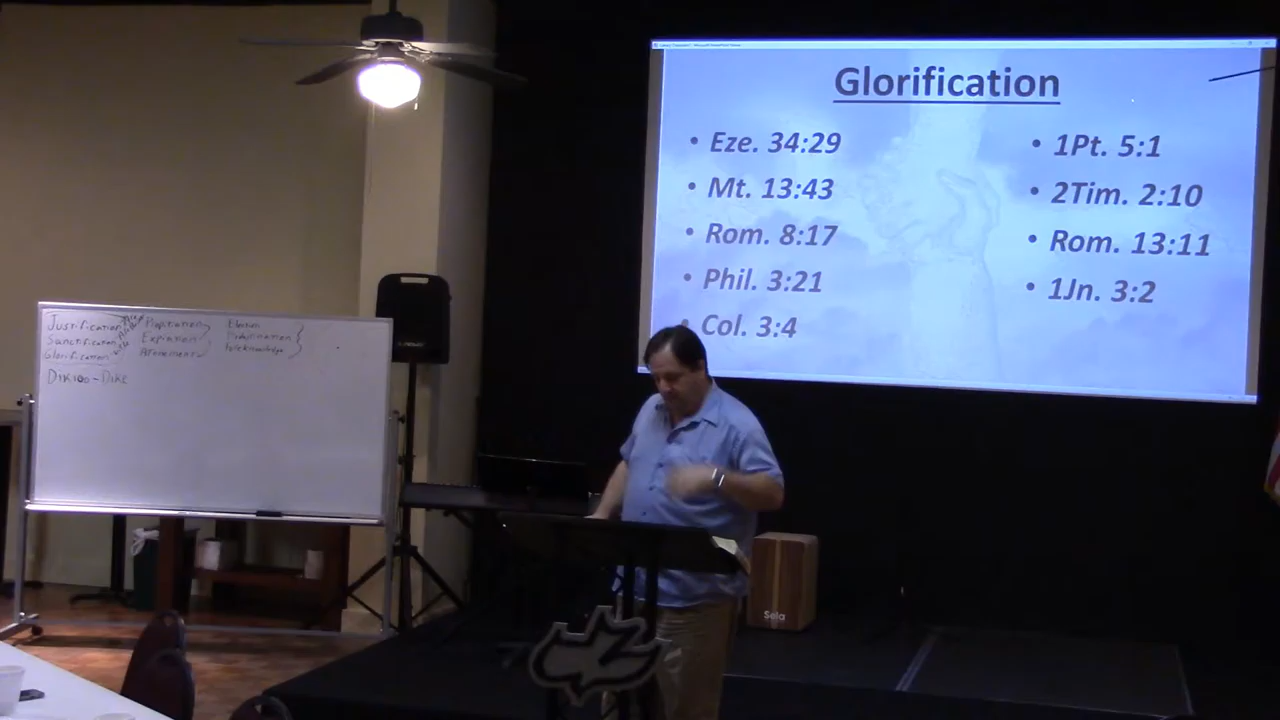 Glorification
• Eze. 34:29
• Mt. 13:43
• Rom. 8:17
• Phil. 3:21
• Col. 3:4
• 1Pt. 5:1
• 2Tim. 2:10
• Rom. 13:11
• 1Jn. 3:2
Justification
Sanctification
Glorification
Propitiation
Expiation
Atonement
Election
Predestination
Foreknowledge
Sela